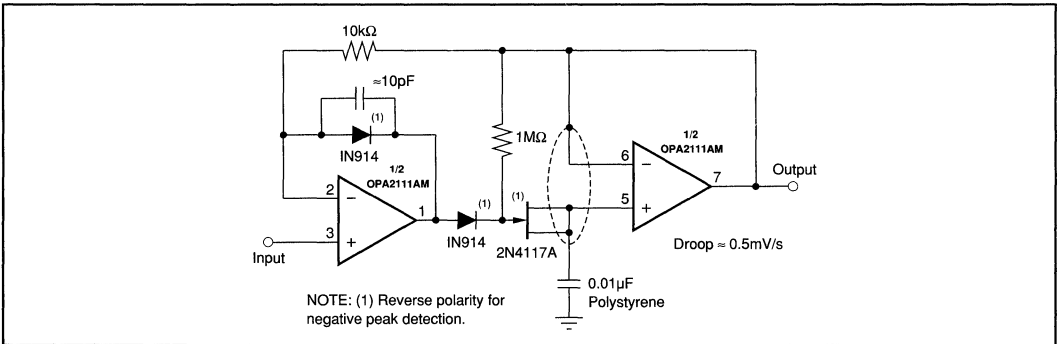 10kΩ
≈10pF
(1)
IN914
1/2
OPA2111AM
2
−
1
3
+
Input
1MΩ
(1)
IN914
(1)
2N4117A
1/2
OPA2111AM
6
−
7
5
+
Output
Droop ≈ 0.5mV/s
0.01µF
Polystyrene
NOTE: (1) Reverse polarity for
negative peak detection.